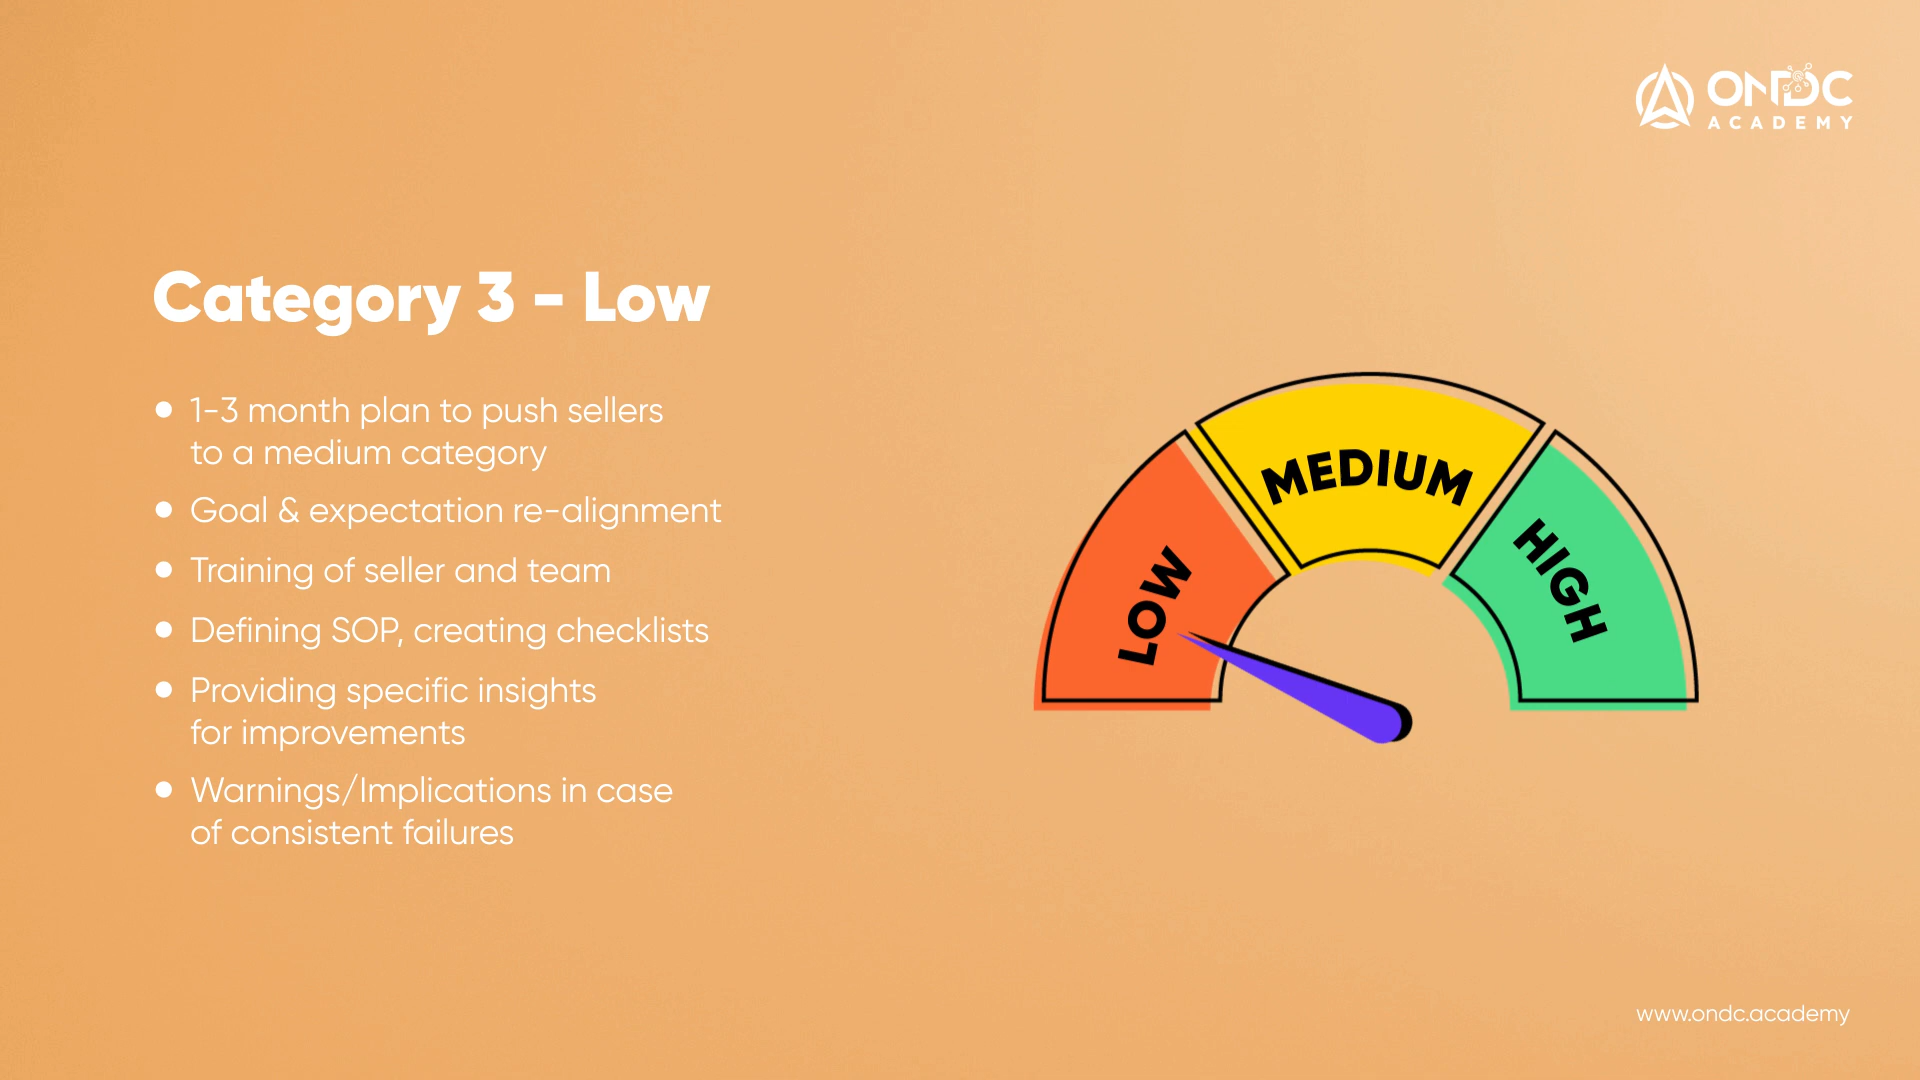 ONDC
ACADEMY
Category 3 - Low
• 1-3 month plan to push sellers
to a medium category
• Goal & expectation re-alignment
• Training of seller and team
• Defining SOP, creating checklists
• Providing specific insights
for improvements
• Warnings/Implications in case
of consistent failures
LOW
MEDIUM
HIGH
www.ondc.academy